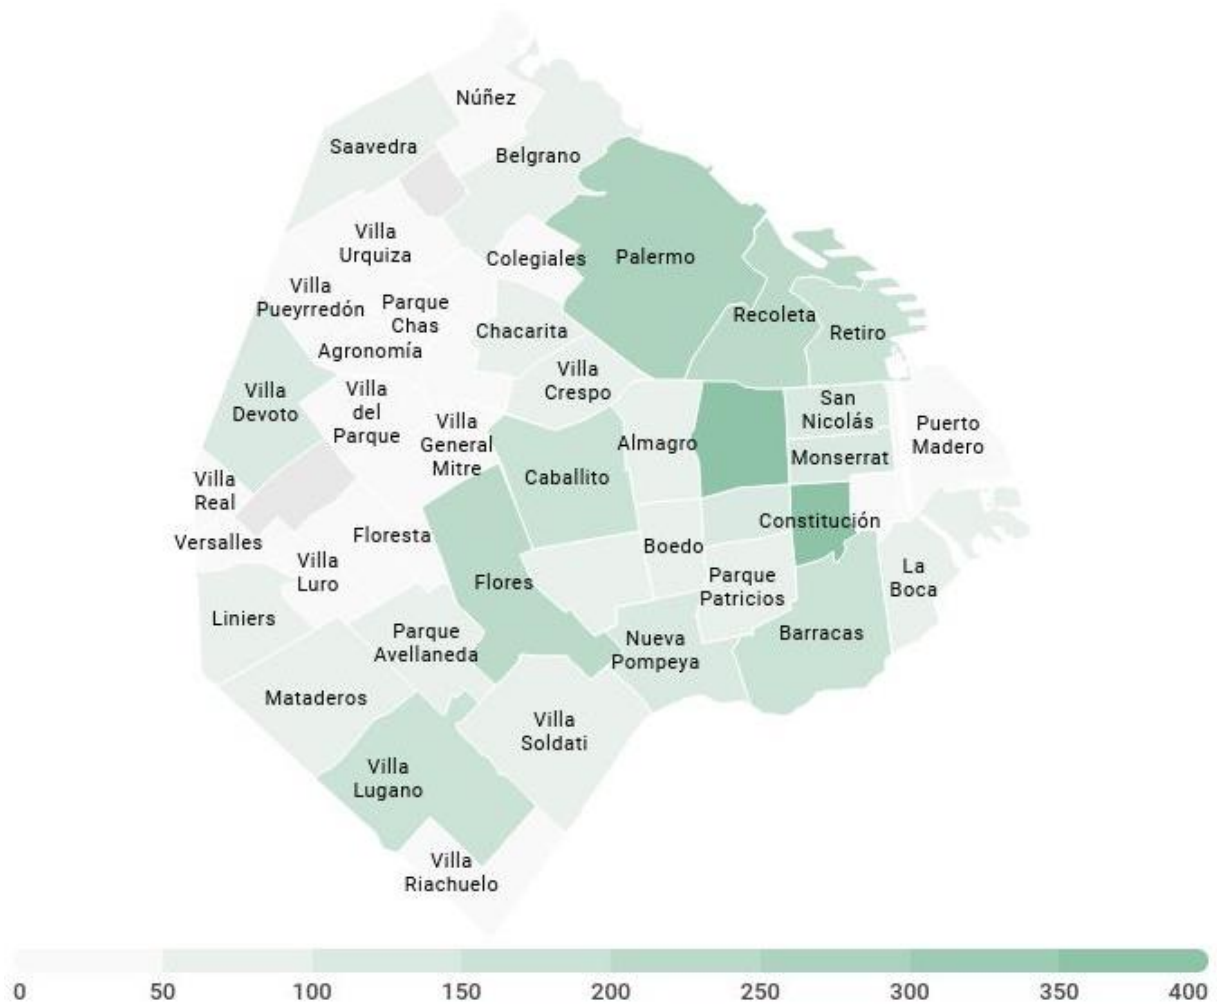 Núñez
Saavedra
Belgrano
Villa
Urquiza
Colegiales
Palermo
Villa
Pueyrredón
Parque
Chas
Chacarita
Recoleta
Retiro
Agronomía
Villa
Devoto
Villa
del
Parque
Villa
Crespo
San
Nicolás
Villa
General
Mitre
Almagro
Puerto
Madero
Monserrat
Caballito
Villa
Real
Versalles
Floresta
Constitución
Boedo
Villa
Luro
Flores
Parque
Patricios
La
Boca
Liniers
Parque
Avellaneda
Nueva
Pompeya
Barracas
Mataderos
Villa
Soldati
Villa
Lugano
Villa
Riachuelo
0 50 100 150 200 250 300 350 400